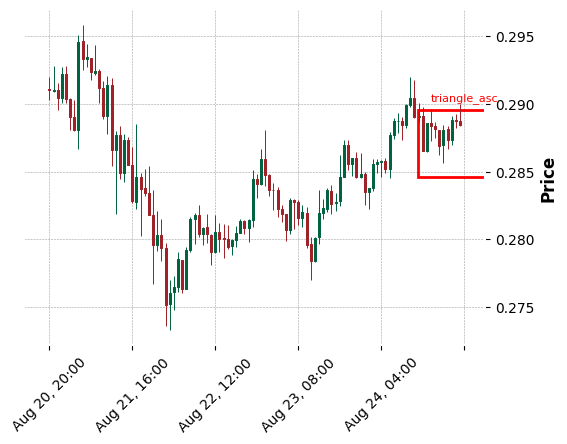 0.295
triangle_asc
0.290
0.285
0.280
0.275
Price
Aug 20, 20:00
Aug 21, 16:00
Aug 22, 12:00
Aug 23, 08:00
Aug 24, 04:00